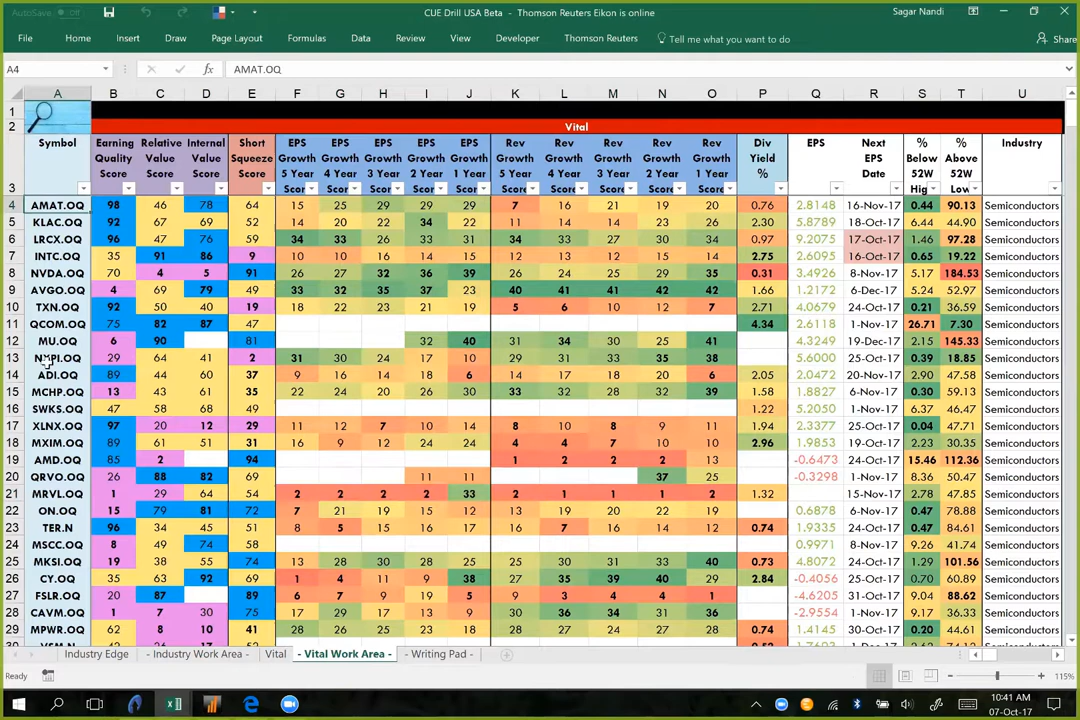 AutoSave Off CUE Drill USA Beta - Thomson Reuters Eikon is online Sagar Nandi
File Home Insert Draw Page Layout Formulas Data Review View Developer Thomson Reuters Tell me what you want to do Share
A4 fx AMAT.OQ
A B C D E F G H I J K L M N O P Q R S T U
1
2 Vital
3 Symbol Earning Quality Score Relative Value Score Internal Value Score Short Squeeze Score EPS Growth 5 Year Score EPS Growth 4 Year Score EPS Growth 3 Year Score EPS Growth 2 Year Score EPS Growth 1 Year Score Rev Growth 5 Year Score Rev Growth 4 Year Score Rev Growth 3 Year Score Rev Growth 2 Year Score Rev Growth 1 Year Score Div Yield % EPS Next EPS Date % Below 52W High % Above 52W Low Industry
4 AMAT.OQ 98 46 78 64 15 25 29 29 29 7 16 21 19 20 0.76 2.8148 16-Nov-17 0.44 90.13 Semiconductors
5 KLAC.OQ 92 67 69 52 14 20 22 34 22 11 14 14 14 17 2.30 5.8789 18-Oct-17 6.44 44.90 Semiconductors
6 LRCX.OQ 96 47 76 59 34 33 26 33 31 34 33 27 30 34 0.97 9.2075 17-Oct-17 1.46 97.28 Semiconductors
7 INTC.OQ 35 91 86 9 10 10 16 14 15 12 13 12 15 14 2.75 2.6095 16-Oct-17 0.65 19.22 Semiconductors
8 NVDA.OQ 70 4 5 91 26 27 32 36 39 26 24 25 29 35 0.31 3.4926 8-Nov-17 5.17 184.53 Semiconductors
9 AVGO.OQ 4 69 79 49 33 32 35 37 23 40 41 41 42 42 1.66 1.2172 6-Dec-17 5.24 52.97 Semiconductors
10 TXN.OQ 92 50 40 19 18 22 23 21 19 5 6 10 12 7 2.71 4.0679 24-Oct-17 0.21 36.59 Semiconductors
11 QCOM.OQ 75 82 87 47 4.34 2.6118 1-Nov-17 26.71 7.30 Semiconductors
12 MU.OQ 6 90 81 32 40 31 34 30 25 41 4.3249 19-Dec-17 2.15 145.33 Semiconductors
13 29 64 41 2 31 30 24 17 10 29 31 33 35 38 5.6000 25-Oct-17 0.39 18.85 Semiconductors
14 ADI.OQ 89 44 60 37 9 16 14 18 6 14 17 18 20 6 2.05 2.0472 20-Nov-17 2.90 47.58 Semiconductors
15 MCHP.OQ 13 43 61 35 24 20 22 26 30 33 32 28 32 39 1.58 1.8827 6-Nov-17 0.30 59.13 Semiconductors
16 SWKS.OQ 47 58 68 49 1.22 5.2050 1-Nov-17 6.37 46.47 Semiconductors
17 XLNX.OQ 97 20 12 29 11 12 7 10 14 8 10 8 9 11 1.94 2.3377 25-Oct-17 0.04 47.71 Semiconductors
18 MXIM.OQ 89 61 51 31 16 9 12 24 24 4 4 7 10 10 2.96 1.9853 24-Oct-17 2.23 30.35 Semiconductors
19 AMD.OQ 85 2 94 1 2 2 2 13 -0.6473 24-Oct-17 15.46 112.36 Semiconductors
20 QRVO.OQ 26 88 82 69 11 11 37 25 -0.3298 1-Nov-17 8.36 50.47 Semiconductors
21 MRVL.OQ 1 29 64 54 2 2 2 2 33 2 1 1 1 2 1.32 15-Nov-17 2.78 47.85 Semiconductors
22 ON.OQ 15 79 81 72 7 21 19 15 12 13 20 19 22 19 0.6878 6-Nov-17 0.47 78.88 Semiconductors
23 TER.N 96 34 45 51 8 5 15 16 17 16 7 16 14 12 0.74 1.9335 24-Oct-17 0.47 84.61 Semiconductors
24 MSCC.OQ 8 49 74 58 0.9971 8-Nov-17 9.26 41.74 Semiconductors
25 MKSI.OQ 19 38 55 74 13 28 30 25 28 25 30 31 33 40 0.73 4.8072 24-Oct-17 1.29 101.56 Semiconductors
26 CY.OQ 35 63 92 69 1 4 11 9 38 27 35 39 40 29 2.84 -0.4056 25-Oct-17 0.70 60.89 Semiconductors
27 FSLR.OQ 20 87 89 6 7 9 19 5 9 3 4 4 1 -4.6205 31-Oct-17 9.04 88.62 Semiconductors
28 CAVM.OQ 1 7 30 75 17 29 17 13 9 30 36 34 31 36 -2.9554 1-Nov-17 9.17 36.33 Semiconductors
29 MPWR.OQ 62 8 10 41 28 26 25 23 18 28 27 24 27 28 0.74 1.4145 30-Oct-17 0.20 44.61 Semiconductors
Industry Edge - Industry Work Area - Vital - Vital Work Area - - Writing Pad -
Ready 115%
10:41 AM
07-Oct-17